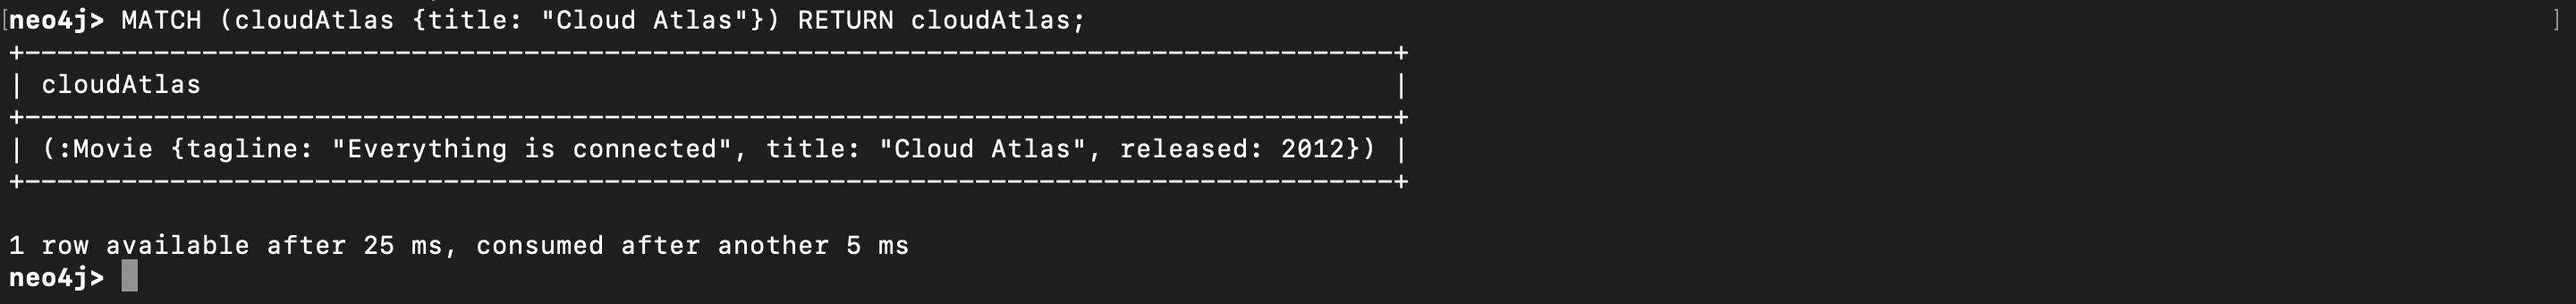 [neo4j> MATCH (cloudAtlas {title: "Cloud Atlas"}) RETURN cloudAtlas; ]
+-------------------------------------------------------------------------------------+
| cloudAtlas                                                                          |
+-------------------------------------------------------------------------------------+
| (:Movie {tagline: "Everything is connected", title: "Cloud Atlas", released: 2012}) |
+-------------------------------------------------------------------------------------+
1 row available after 25 ms, consumed after another 5 ms
neo4j>